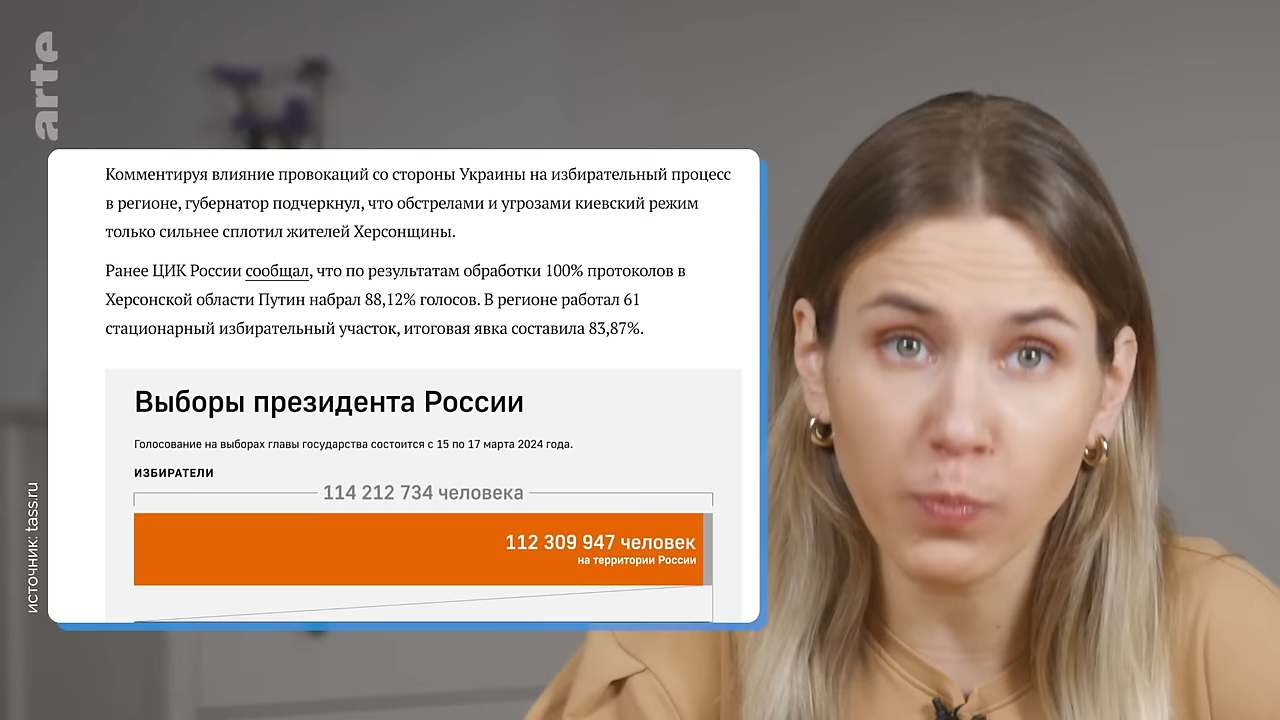 arte
Комментируя влияние провокаций со стороны Украины на избирательный процесс
в регионе, губернатор подчеркнул, что обстрелами и угрозами киевский режим
только сильнее сплотил жителей Херсонщины.
Ранее ЦИК России сообщал, что по результатам обработки 100% протоколов в
Херсонской области Путин набрал 88,12% голосов. В регионе работал 61
стационарный избирательный участок, итоговая явка составила 83,87%.
Выборы президента России
Голосование на выборах главы государства состоится с 15 по 17 марта 2024 года.
ИЗБИРАТЕЛИ
114 212 734 человека
112 309 947 человек
на территории России
источник: tass.ru